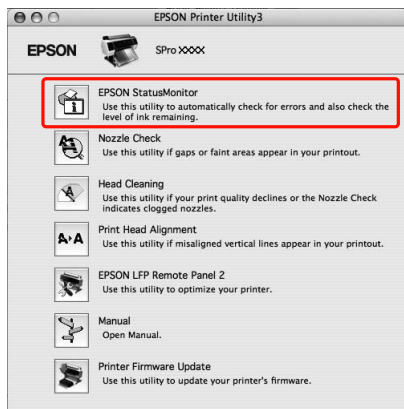 EPSON Printer Utility3
EPSON SPro XXXX
EPSON StatusMonitor
Use this utility to automatically check for errors and also check the
level of ink remaining.
Nozzle Check
Use this utility if gaps or faint areas appear in your printout.
Head Cleaning
Use this utility if your print quality declines or the Nozzle Check
indicates clogged nozzles.
A▸A Print Head Alignment
Use this utility if misaligned vertical lines appear in your printout.
EPSON LFP Remote Panel 2
Use this utility to optimize your printer.
Manual
Open Manual.
Printer Firmware Update
Use this utility to update your printer's firmware.